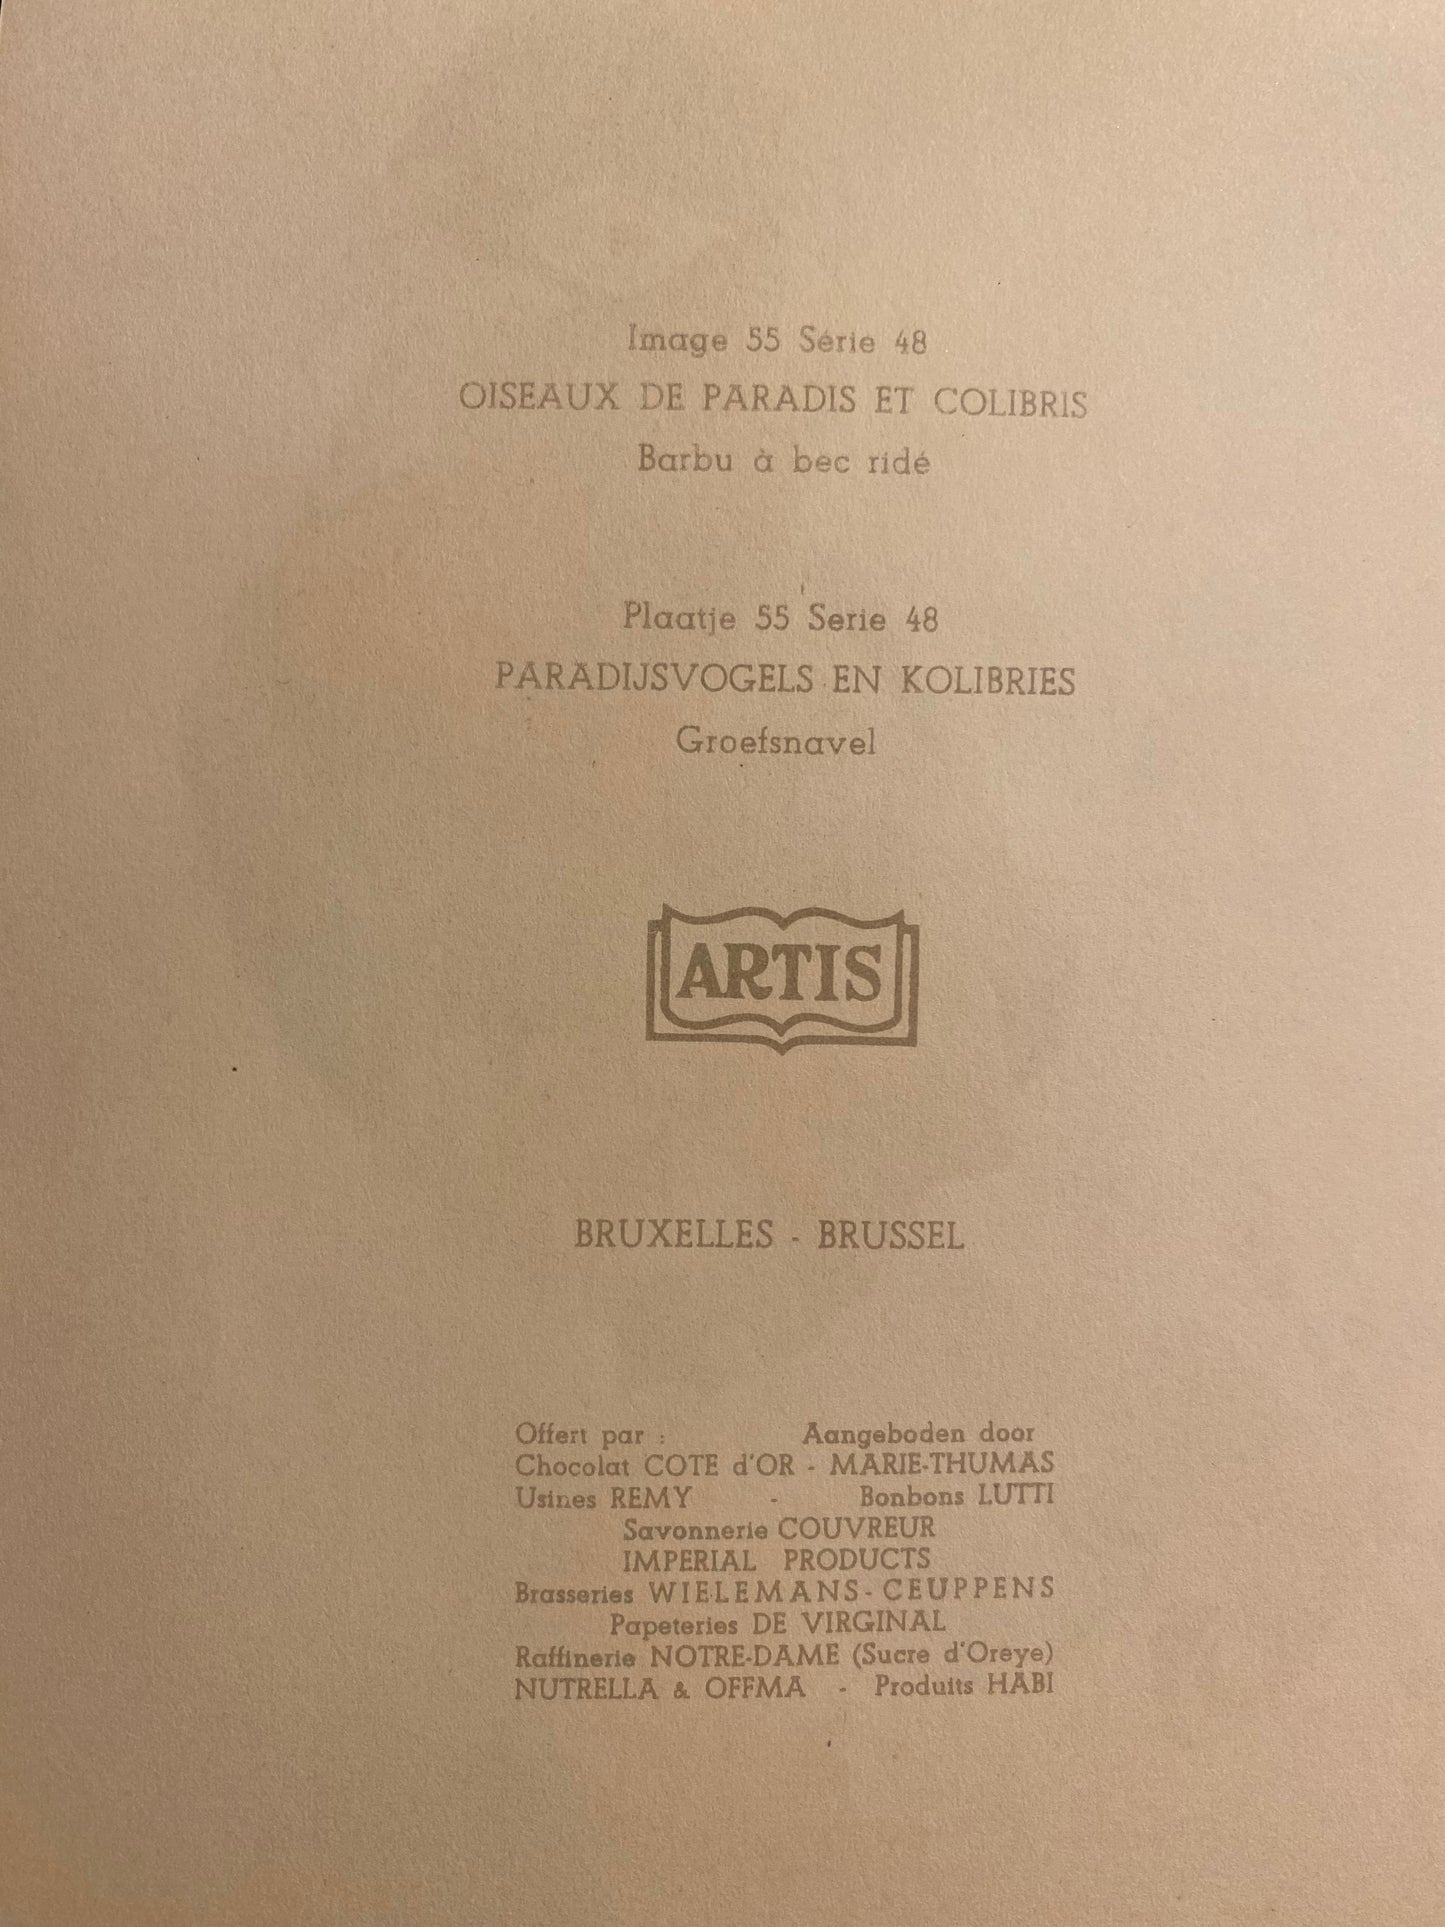 Image 55 Série 48
OISEAUX DE PARADIS ET COLIBRIS
Barbu à bec ridé
Plaatje 55 Serie 48
PARADIJSVOGELS EN KOLIBRIES
Groefsnavel
ARTIS
BRUXELLES - BRUSSEL
Offert par : Aangeboden door
Chocolat COTE d'OR - MARIE-THUMAS
Usines REMY - Bonbons LUTTI
Savonnerie COUVREUR
IMPERIAL PRODUCTS
Brasseries WIELEMANS-CEUPPENS
Papeteries DE VIRGINAL
Raffinerie NOTRE-DAME (Sucre d'Oreye)
NUTRELLA & OFFMA - Produits HABI